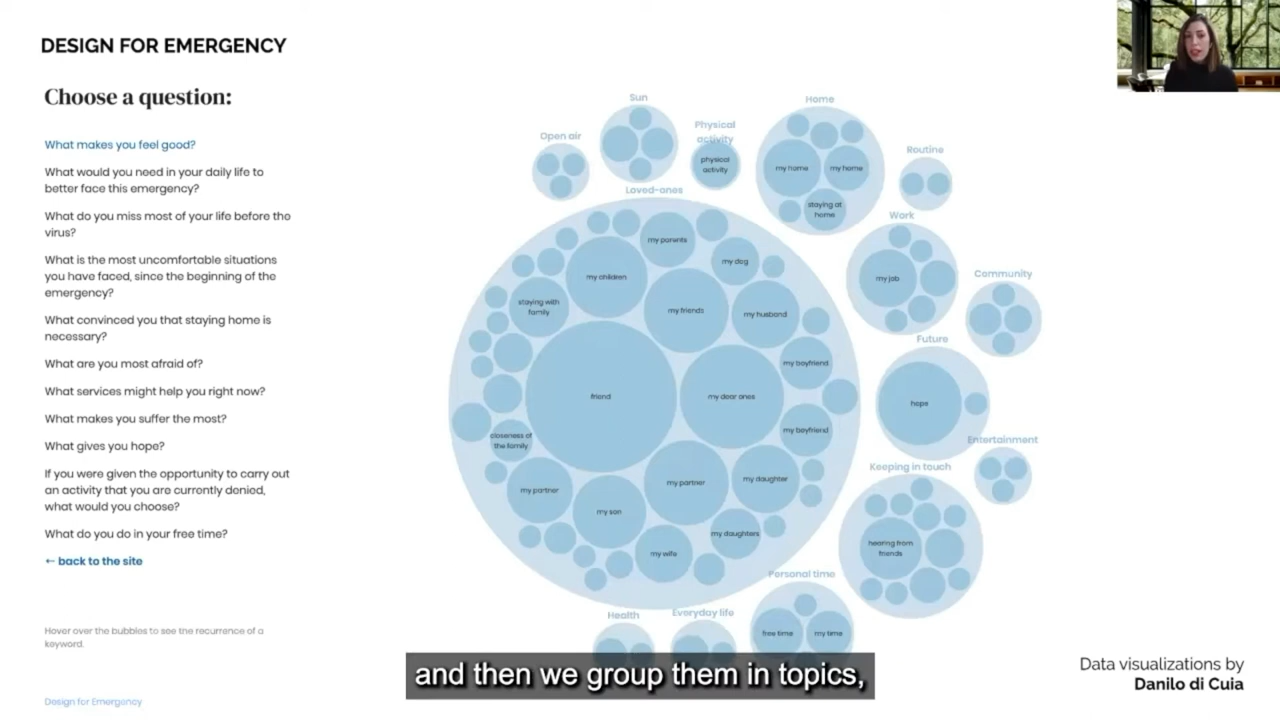 DESIGN FOR EMERGENCY
Choose a question:
What makes you feel good?
What would you need in your daily life to
better face this emergency?
What do you miss most of your life before the
virus?
What is the most uncomfortable situations
you have faced, since the beginning of the
emergency?
What convinced you that staying home is
necessary?
What are you most afraid of?
What services might help you right now?
What makes you suffer the most?
What gives you hope?
If you were given the opportunity to carry out
an activity that you are currently denied,
what would you choose?
What do you do in your free time?
← back to the site
Hover over the bubbles to see the recurrence of a
keyword.
Design for Emergency
Sun
Open air
Physical
activity
physical
activity
Home
my home
my home
staying at
home
Routine
Loved-ones
my parents
my dog
my children
staying with
family
my friends
my husband
my boyfriend
friend
my dear ones
my boyfriend
closeness of
the family
my partner
my partner
my daughter
my son
my daughters
my wife
Work
my job
Community
Future
hope
Entertainment
Keeping in touch
hearing from
friends
Personal time
free time
my time
Health
Everyday life
and then we group them in topics,
Data visualizations by
Danilo di Cuia